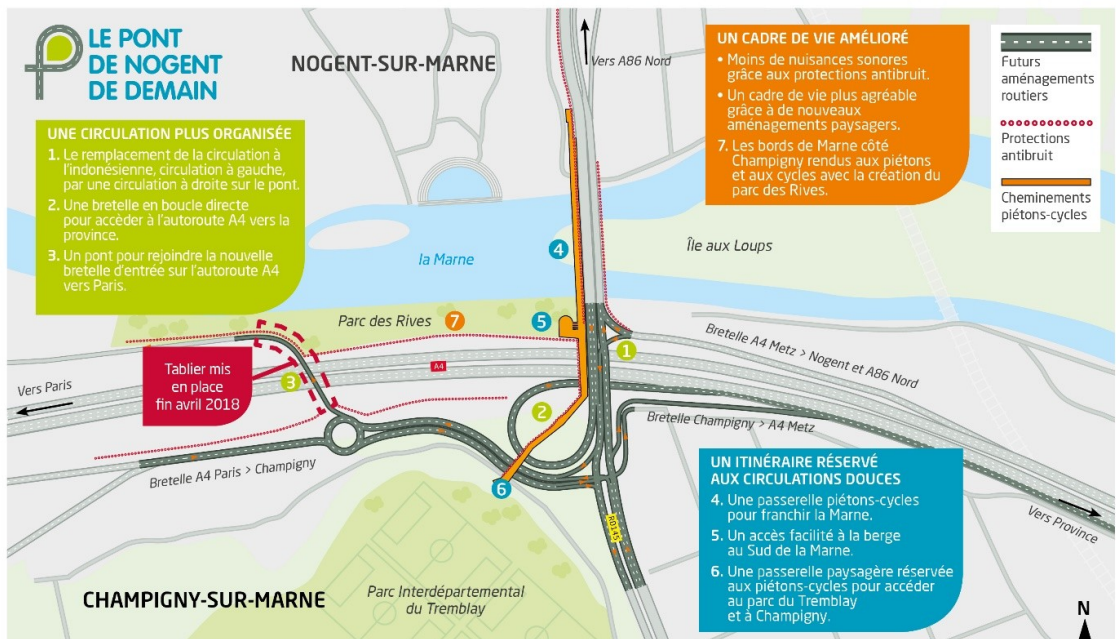 LE PONT
DE NOGENT
DE DEMAIN
NOGENT-SUR-MARNE
Vers A86 Nord
UNE CIRCULATION PLUS ORGANISÉE
1. Le remplacement de la circulation à
l'indonésienne, circulation à gauche,
par une circulation à droite sur le pont.
2. Une bretelle en boucle directe
pour accèder à l'autoroute A4 vers la
province.
3. Un pont pour rejoindre la nouvelle
bretelle d'entrée sur l'autoroute A4
vers Paris.
UN CADRE DE VIE AMÉLIORÉ
• Moins de nuisances sonores
grâce aux protections antibruit.
• Un cadre de vie plus agréable
grâce à de nouveaux
aménagements paysagers.
7. Les bords de Marne côté
Champigny rendus aux piétons
et aux cycles avec la création du
parc des Rives.
Futurs
aménagements
routiers
Protections
antibruit
Cheminements
piétons-cycles
la Marne
4
Île aux Loups
Parc des Rives
7
5
1
Bretelle A4 Metz > Nogent et A86 Nord
Tablier mis
en place
fin avril 2018
3
A4
Vers Paris
2
Bretelle Champigny > A4 Metz
Bretelle A4 Paris > Champigny
6
RD145
Vers Province
UN ITINÉRAIRE RÉSERVÉ
AUX CIRCULATIONS DOUCES
4. Une passerelle piétons-cycles
pour franchir la Marne.
5. Un accès facilité à la berge
au Sud de la Marne.
6. Une passerelle paysagère réservée
aux piétons-cycles pour accéder
au parc du Tremblay
et à Champigny.
CHAMPIGNY-SUR-MARNE
Parc Interdépartemental
du Tremblay
N